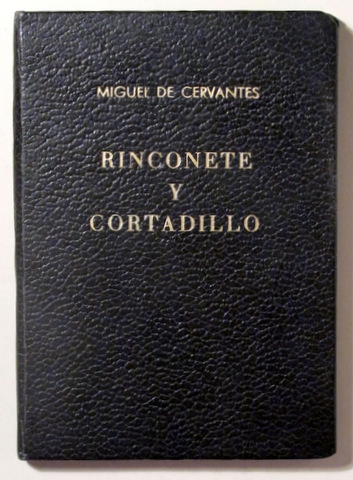 MIGUEL DE CERVANTES
RINCONETE
Y
CORTADILLO